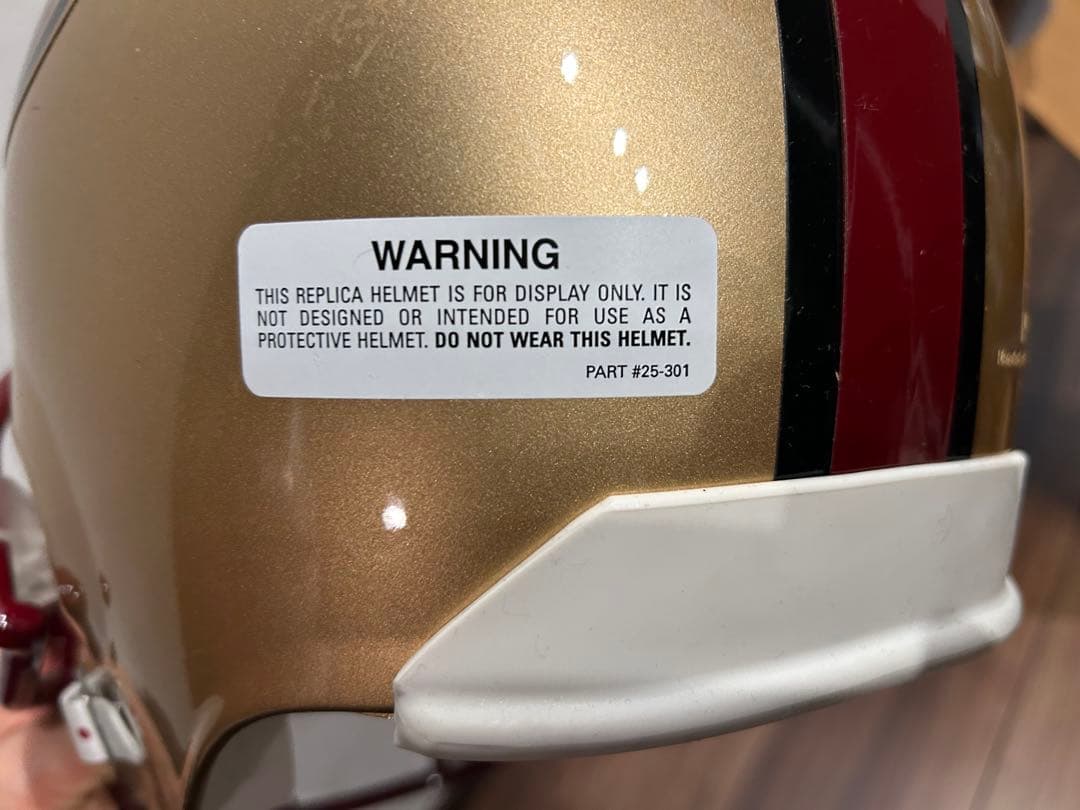 WARNING
THIS REPLICA HELMET IS FOR DISPLAY ONLY. IT IS
NOT DESIGNED OR INTENDED FOR USE AS A
PROTECTIVE HELMET. DO NOT WEAR THIS HELMET.
PART #25-301